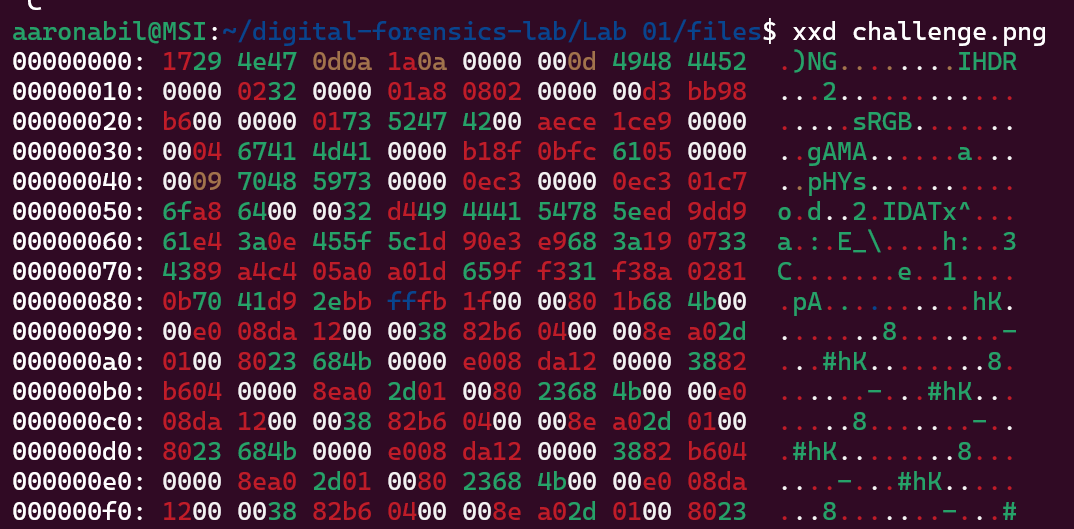 C
aaronabil@MSI:~/digital-forensics-lab/Lab 01/files$ xxd challenge.png
00000000: 1729 4e47 0d0a 1a0a 0000 000d 4948 4452  .)NG........IHDR
00000010: 0000 0232 0000 01a8 0802 0000 00d3 bb98  ...2............
00000020: b600 0000 0173 5247 4200 aece 1ce9 0000  .....sRGB.......
00000030: 0004 6741 4d41 0000 b18f 0bfc 6105 0000  ..gAMA......a...
00000040: 0009 7048 5973 0000 0ec3 0000 0ec3 01c7  ..pHYs..........
00000050: 6fa8 6400 0032 d449 4441 5478 5eed 9dd9  o.d..2.IDATx^...
00000060: 61e4 3a0e 455f 5c1d 90e3 e968 3a19 0733  a.:.E_\....h:..3
00000070: 4389 a4c4 05a0 a01d 659f f331 f38a 0281  C.......e..1....
00000080: 0b70 41d9 2ebb fffb 1f00 0080 1b68 4b00  .pA..........hK.
00000090: 00e0 08da 1200 0038 82b6 0400 008e a02d  .......8.......-
000000a0: 0100 8023 684b 0000 e008 da12 0000 3882  ...#hK........8.
000000b0: b604 0000 8ea0 2d01 0080 2368 4b00 00e0  ......-...#hK...
000000c0: 08da 1200 0038 82b6 0400 008e a02d 0100  .....8.......-..
000000d0: 8023 684b 0000 e008 da12 0000 3882 b604  .#hK........8...
000000e0: 0000 8ea0 2d01 0080 2368 4b00 00e0 08da  ....-...#hK.....
000000f0: 1200 0038 82b6 0400 008e a02d 0100 8023  ...8.......-...#